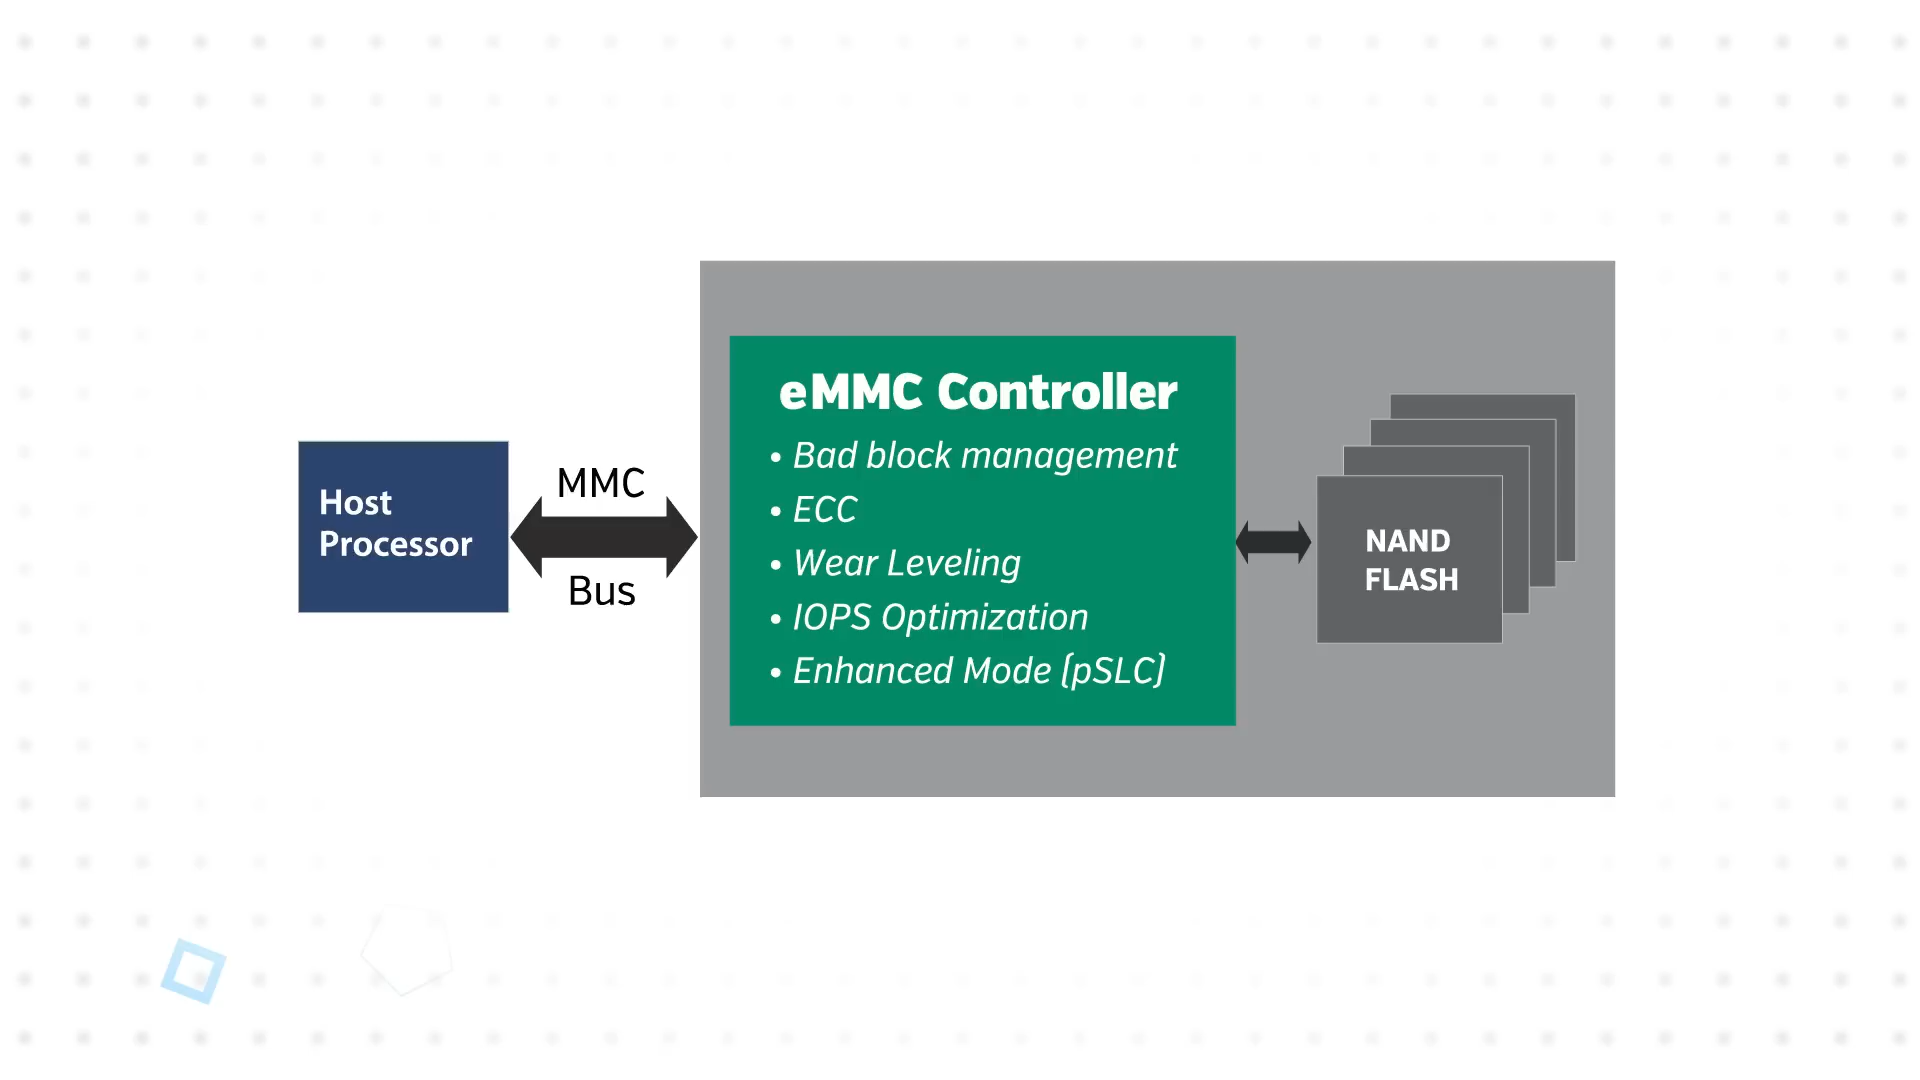 Host
Processor
MMC
Bus
eMMC Controller
• Bad block management
• ECC
• Wear Leveling
• IOPS Optimization
• Enhanced Mode (pSLC)
NAND
FLASH